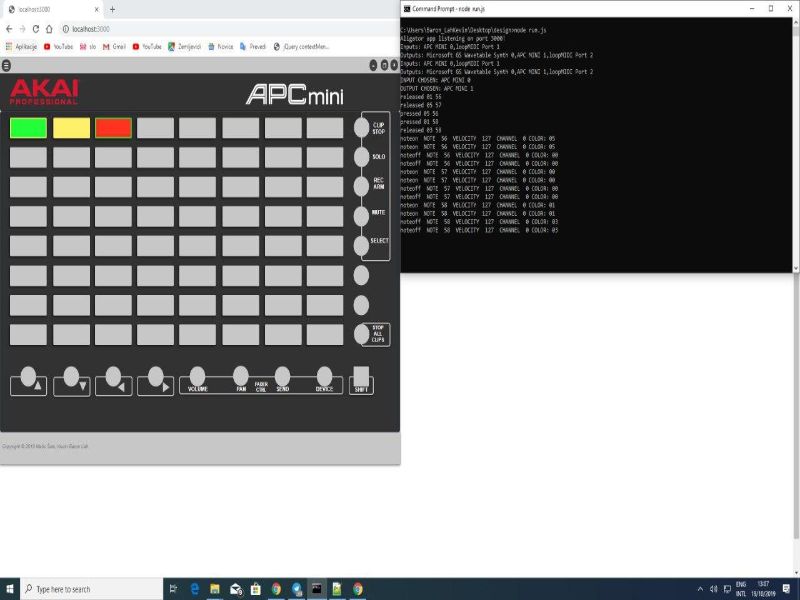 localhost:3000
localhost:3000
Aplikacije YouTube slo Gmail YouTube Zemljevidi Novice Prevedi jQuery contextMen...
AKAI
PROFESSIONAL
APC mini
CLIP
STOP
SOLO
REC
ARM
MUTE
SELECT
STOP
ALL
CLIPS
VOLUME PAN FADER
CTRL SEND DEVICE SHIFT
Command Prompt - node run.js
C:\Users\Baron_LehKevin\Desktop\design>node run.js
Aligator app listening on port 3000!
Inputs: APC MINI 0,loopMIDI Port 1
Outputs: Microsoft GS Wavetable Synth 0,APC MINI 1,loopMIDI Port 2
Inputs: APC MINI 0,loopMIDI Port 1
Outputs: Microsoft GS Wavetable Synth 0,APC MINI 1,loopMIDI Port 2
INPUT CHOSEN: APC MINI 0
OUTPUT CHOSEN: APC MINI 1
released 01 56
released 05 57
pressed 05 56
pressed 01 58
released 03 58
noteon NOTE 56 VELOCITY 127 CHANNEL 0 COLOR: 05
noteon NOTE 56 VELOCITY 127 CHANNEL 0 COLOR: 05
noteoff NOTE 56 VELOCITY 127 CHANNEL 0 COLOR: 00
noteoff NOTE 56 VELOCITY 127 CHANNEL 0 COLOR: 00
noteon NOTE 57 VELOCITY 127 CHANNEL 0 COLOR: 00
noteon NOTE 57 VELOCITY 127 CHANNEL 0 COLOR: 00
noteoff NOTE 57 VELOCITY 127 CHANNEL 0 COLOR: 00
noteoff NOTE 57 VELOCITY 127 CHANNEL 0 COLOR: 00
noteon NOTE 58 VELOCITY 127 CHANNEL 0 COLOR: 01
noteon NOTE 58 VELOCITY 127 CHANNEL 0 COLOR: 01
noteoff NOTE 58 VELOCITY 127 CHANNEL 0 COLOR: 03
noteoff NOTE 58 VELOCITY 127 CHANNEL 0 COLOR: 03
Copyright © 2019
Type here to search
ENG
INTL
13:07
13/10/2019